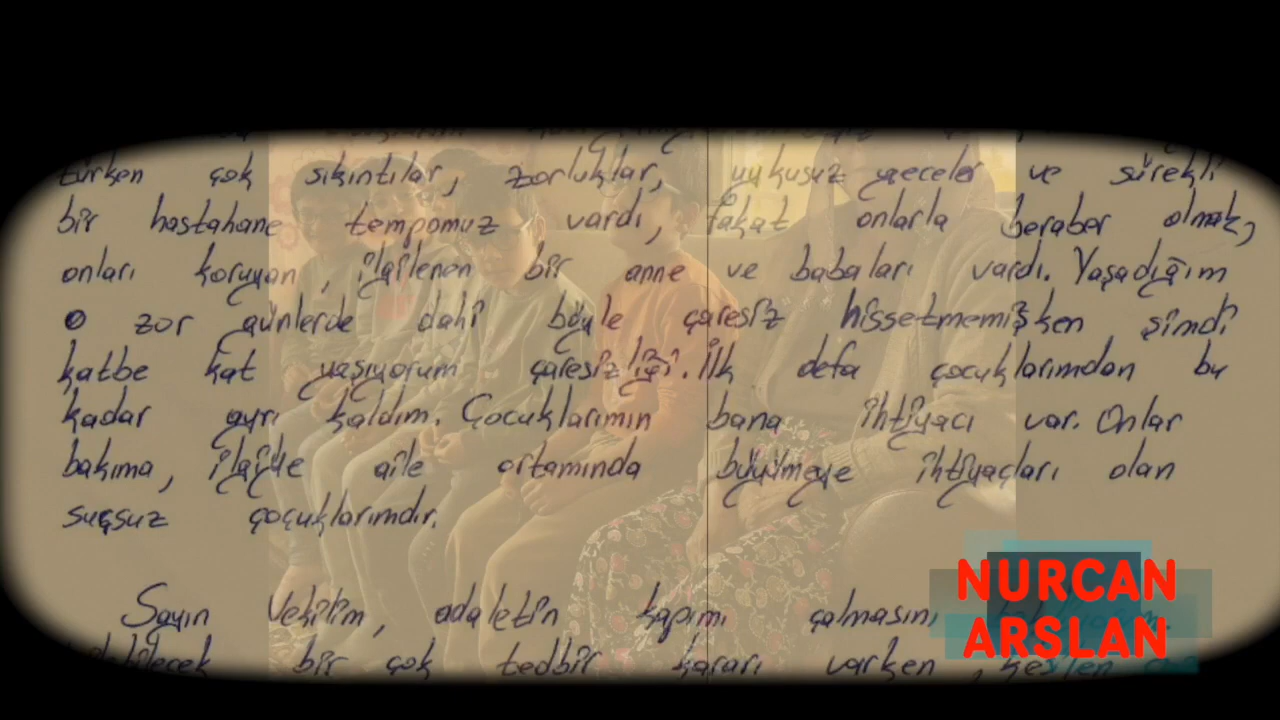 türken çok sıkıntılar, zorluklar, uykusuz geceler ve sürekli
bir hastahane tempomuz vardı, fakat onlarla beraber olmak,
onları koruyan, ilgilenen bir anne ve babaları vardı. Yaşadığım
o zor günlerde dahi böyle çaresiz hissetmemişken şimdi
katbe kat yaşıyorum çaresizliği. İlk defa çocuklarımdan bu
kadar ayrı kaldım. Çocuklarımın bana ihtiyacı var. Onlar
bakıma, ilgiye aile ortamında büyümeye ihtiyaçları olan
suçsuz çocuklarımdır.
Sayın Vekilim, adaletin kapımı çalmasını
bir çok tedbir kararı varken, kesilen
NURCAN
ARSLAN